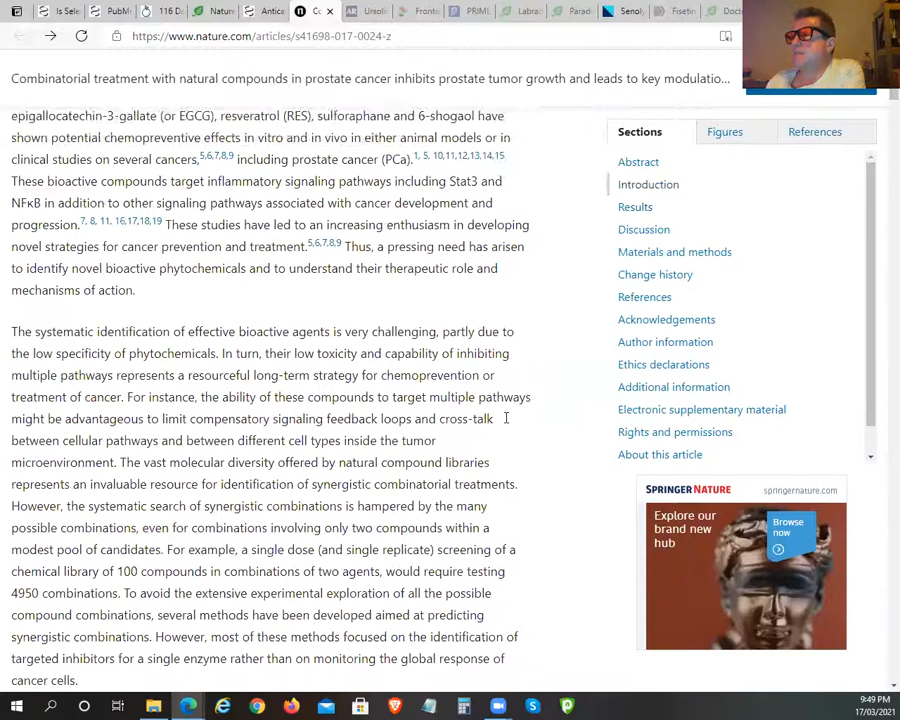 Is Sele
PubM
116 D
Nature
Antica
C
Ursoli
Fronti
PRIME
Labra
Parad
Senoly
Fisetin
Docto
https://www.nature.com/articles/s41698-017-0024-z
Combinatorial treatment with natural compounds in prostate cancer inhibits prostate tumor growth and leads to key modulatio...
epigallocatechin-3-gallate (or EGCG), resveratrol (RES), sulforaphane and 6-shogaol have
shown potential chemopreventive effects in vitro and in vivo in either animal models or in
clinical studies on several cancers,5,6,7,8,9 including prostate cancer (PCa).1, 5, 10,11,12,13,14,15
These bioactive compounds target inflammatory signaling pathways including Stat3 and
NFκB in addition to other signaling pathways associated with cancer development and
progression.7, 8, 11, 16,17,18,19 These studies have led to an increasing enthusiasm in developing
novel strategies for cancer prevention and treatment.5,6,7,8,9 Thus, a pressing need has arisen
to identify novel bioactive phytochemicals and to understand their therapeutic role and
mechanisms of action.
The systematic identification of effective bioactive agents is very challenging, partly due to
the low specificity of phytochemicals. In turn, their low toxicity and capability of inhibiting
multiple pathways represents a resourceful long-term strategy for chemoprevention or
treatment of cancer. For instance, the ability of these compounds to target multiple pathways
might be advantageous to limit compensatory signaling feedback loops and cross-talk
between cellular pathways and between different cell types inside the tumor
microenvironment. The vast molecular diversity offered by natural compound libraries
represents an invaluable resource for identification of synergistic combinatorial treatments.
However, the systematic search of synergistic combinations is hampered by the many
possible combinations, even for combinations involving only two compounds within a
modest pool of candidates. For example, a single dose (and single replicate) screening of a
chemical library of 100 compounds in combinations of two agents, would require testing
4950 combinations. To avoid the extensive experimental exploration of all the possible
compound combinations, several methods have been developed aimed at predicting
synergistic combinations. However, most of these methods focused on the identification of
targeted inhibitors for a single enzyme rather than on monitoring the global response of
cancer cells.
Sections
Figures
References
Abstract
Introduction
Results
Discussion
Materials and methods
Change history
References
Acknowledgements
Author information
Ethics declarations
Additional information
Electronic supplementary material
Rights and permissions
About this article
SPRINGER NATURE
springernature.com
Explore our
brand new
hub
Browse
now
9:49 PM
17/03/2021